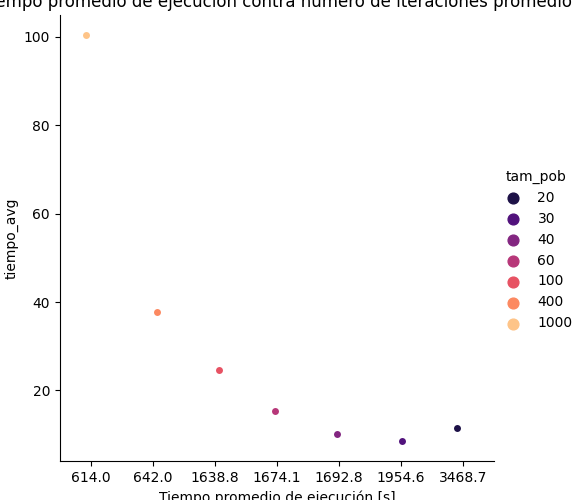 empo promedio de ejecución contra número de iteraciones promedio
100
80
60
40
20
tiempo_avg
614.0 642.0 1638.8 1674.1 1692.8 1954.6 3468.7
Tiempo promedio de ejecución [s]
tam_pob
20
30
40
60
100
400
1000